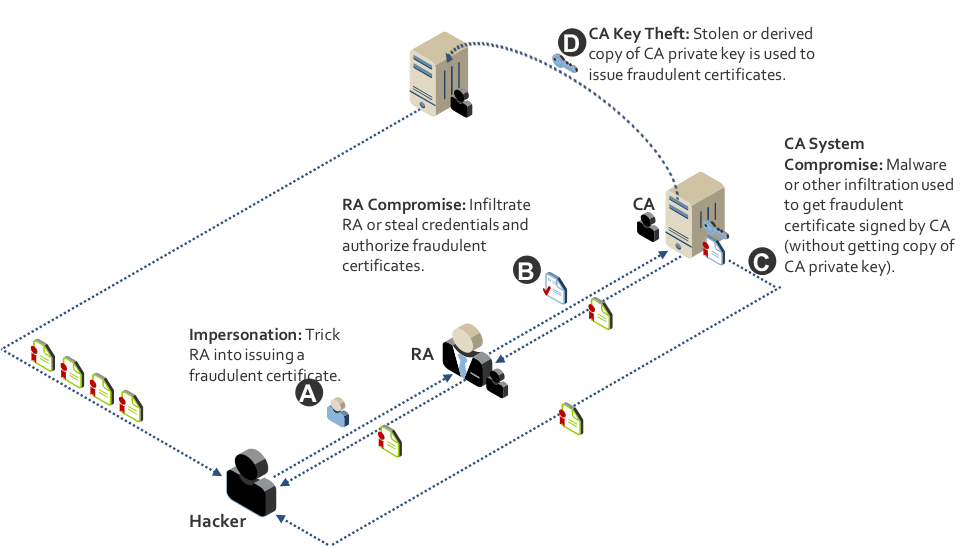 D
CA Key Theft: Stolen or derived
copy of CA private key is used to
issue fraudulent certificates.
CA System
Compromise: Malware
or other infiltration used
to get fraudulent
certificate signed by CA
(without getting copy of
CA private key).
C
CA
RA Compromise: Infiltrate
RA or steal credentials and
authorize fraudulent
certificates.
B
Impersonation: Trick
RA into issuing a
fraudulent certificate.
A
RA
Hacker